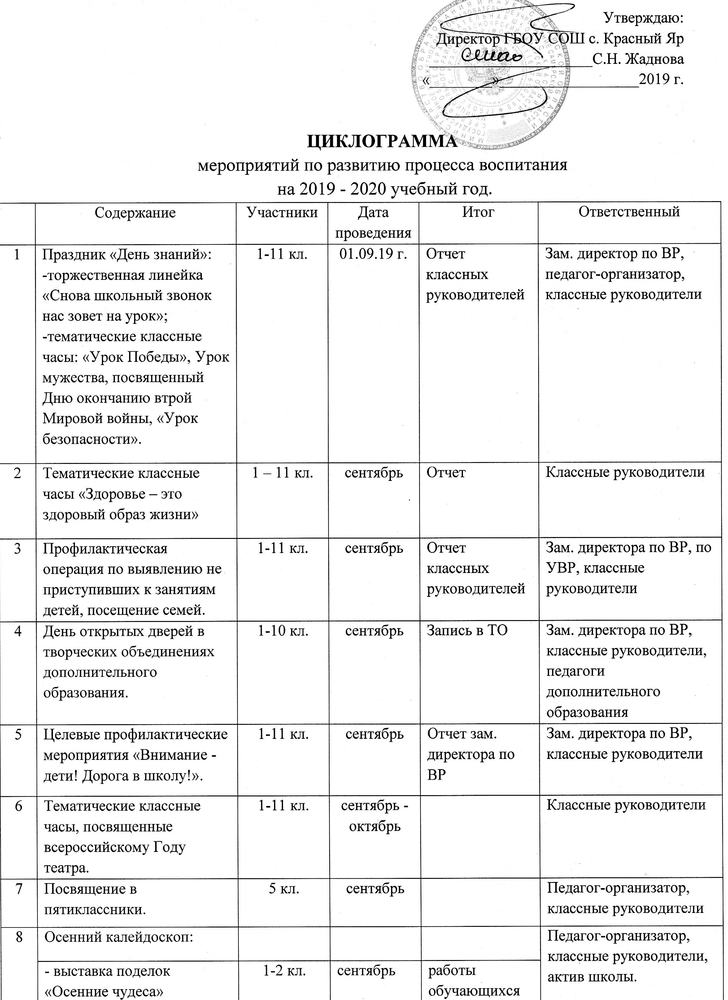 Утверждаю:
Директор ГБОУ СОШ с. Красный Яр
С.Н. Жаднова
«________»__________________2019 г.
ЦИКЛОГРАММА
мероприятий по развитию процесса воспитания
на 2019 - 2020 учебный год.
Содержание
Участники
Дата
проведения
Итог
Ответственный
1
Праздник «День знаний»:
-торжественная линейка
«Снова школьный звонок
нас зовет на урок»;
-тематические классные
часы: «Урок Победы», Урок
мужества, посвященный
Дню окончанию втрой
Мировой войны, «Урок
безопасности».
1-11 кл.
01.09.19 г.
Отчет
классных
руководителей
Зам. директор по ВР,
педагог-организатор,
классные руководители
2
Тематические классные
часы «Здоровье – это
здоровый образ жизни»
1 – 11 кл.
сентябрь
Отчет
Классные руководители
3
Профилактическая
операция по выявлению не
приступивших к занятиям
детей, посещение семей.
1-11 кл.
сентябрь
Отчет
классных
руководителей
Зам. директора по ВР, по
УВР, классные
руководители
4
День открытых дверей в
творческих объединениях
дополнительного
образования.
1-10 кл.
сентябрь
Запись в ТО
Зам. директора по ВР,
классные руководители,
педагоги
дополнительного
образования
5
Целевые профилактические
мероприятия «Внимание -
дети! Дорога в школу!».
1-11 кл.
сентябрь
Отчет зам.
директора по
ВР
Зам. директора по ВР,
классные руководители
6
Тематические классные
часы, посвященные
всероссийскому Году
театра.
1-11 кл.
сентябрь -
октябрь
Классные руководители
7
Посвящение в
пятиклассники.
5 кл.
сентябрь
Педагог-организатор,
классные руководители
8
Осенний калейдоскоп:
Педагог-организатор,
классные руководители,
актив школы.
- выставка поделок
«Осенние чудеса»
1-2 кл.
сентябрь
работы
обучающихся